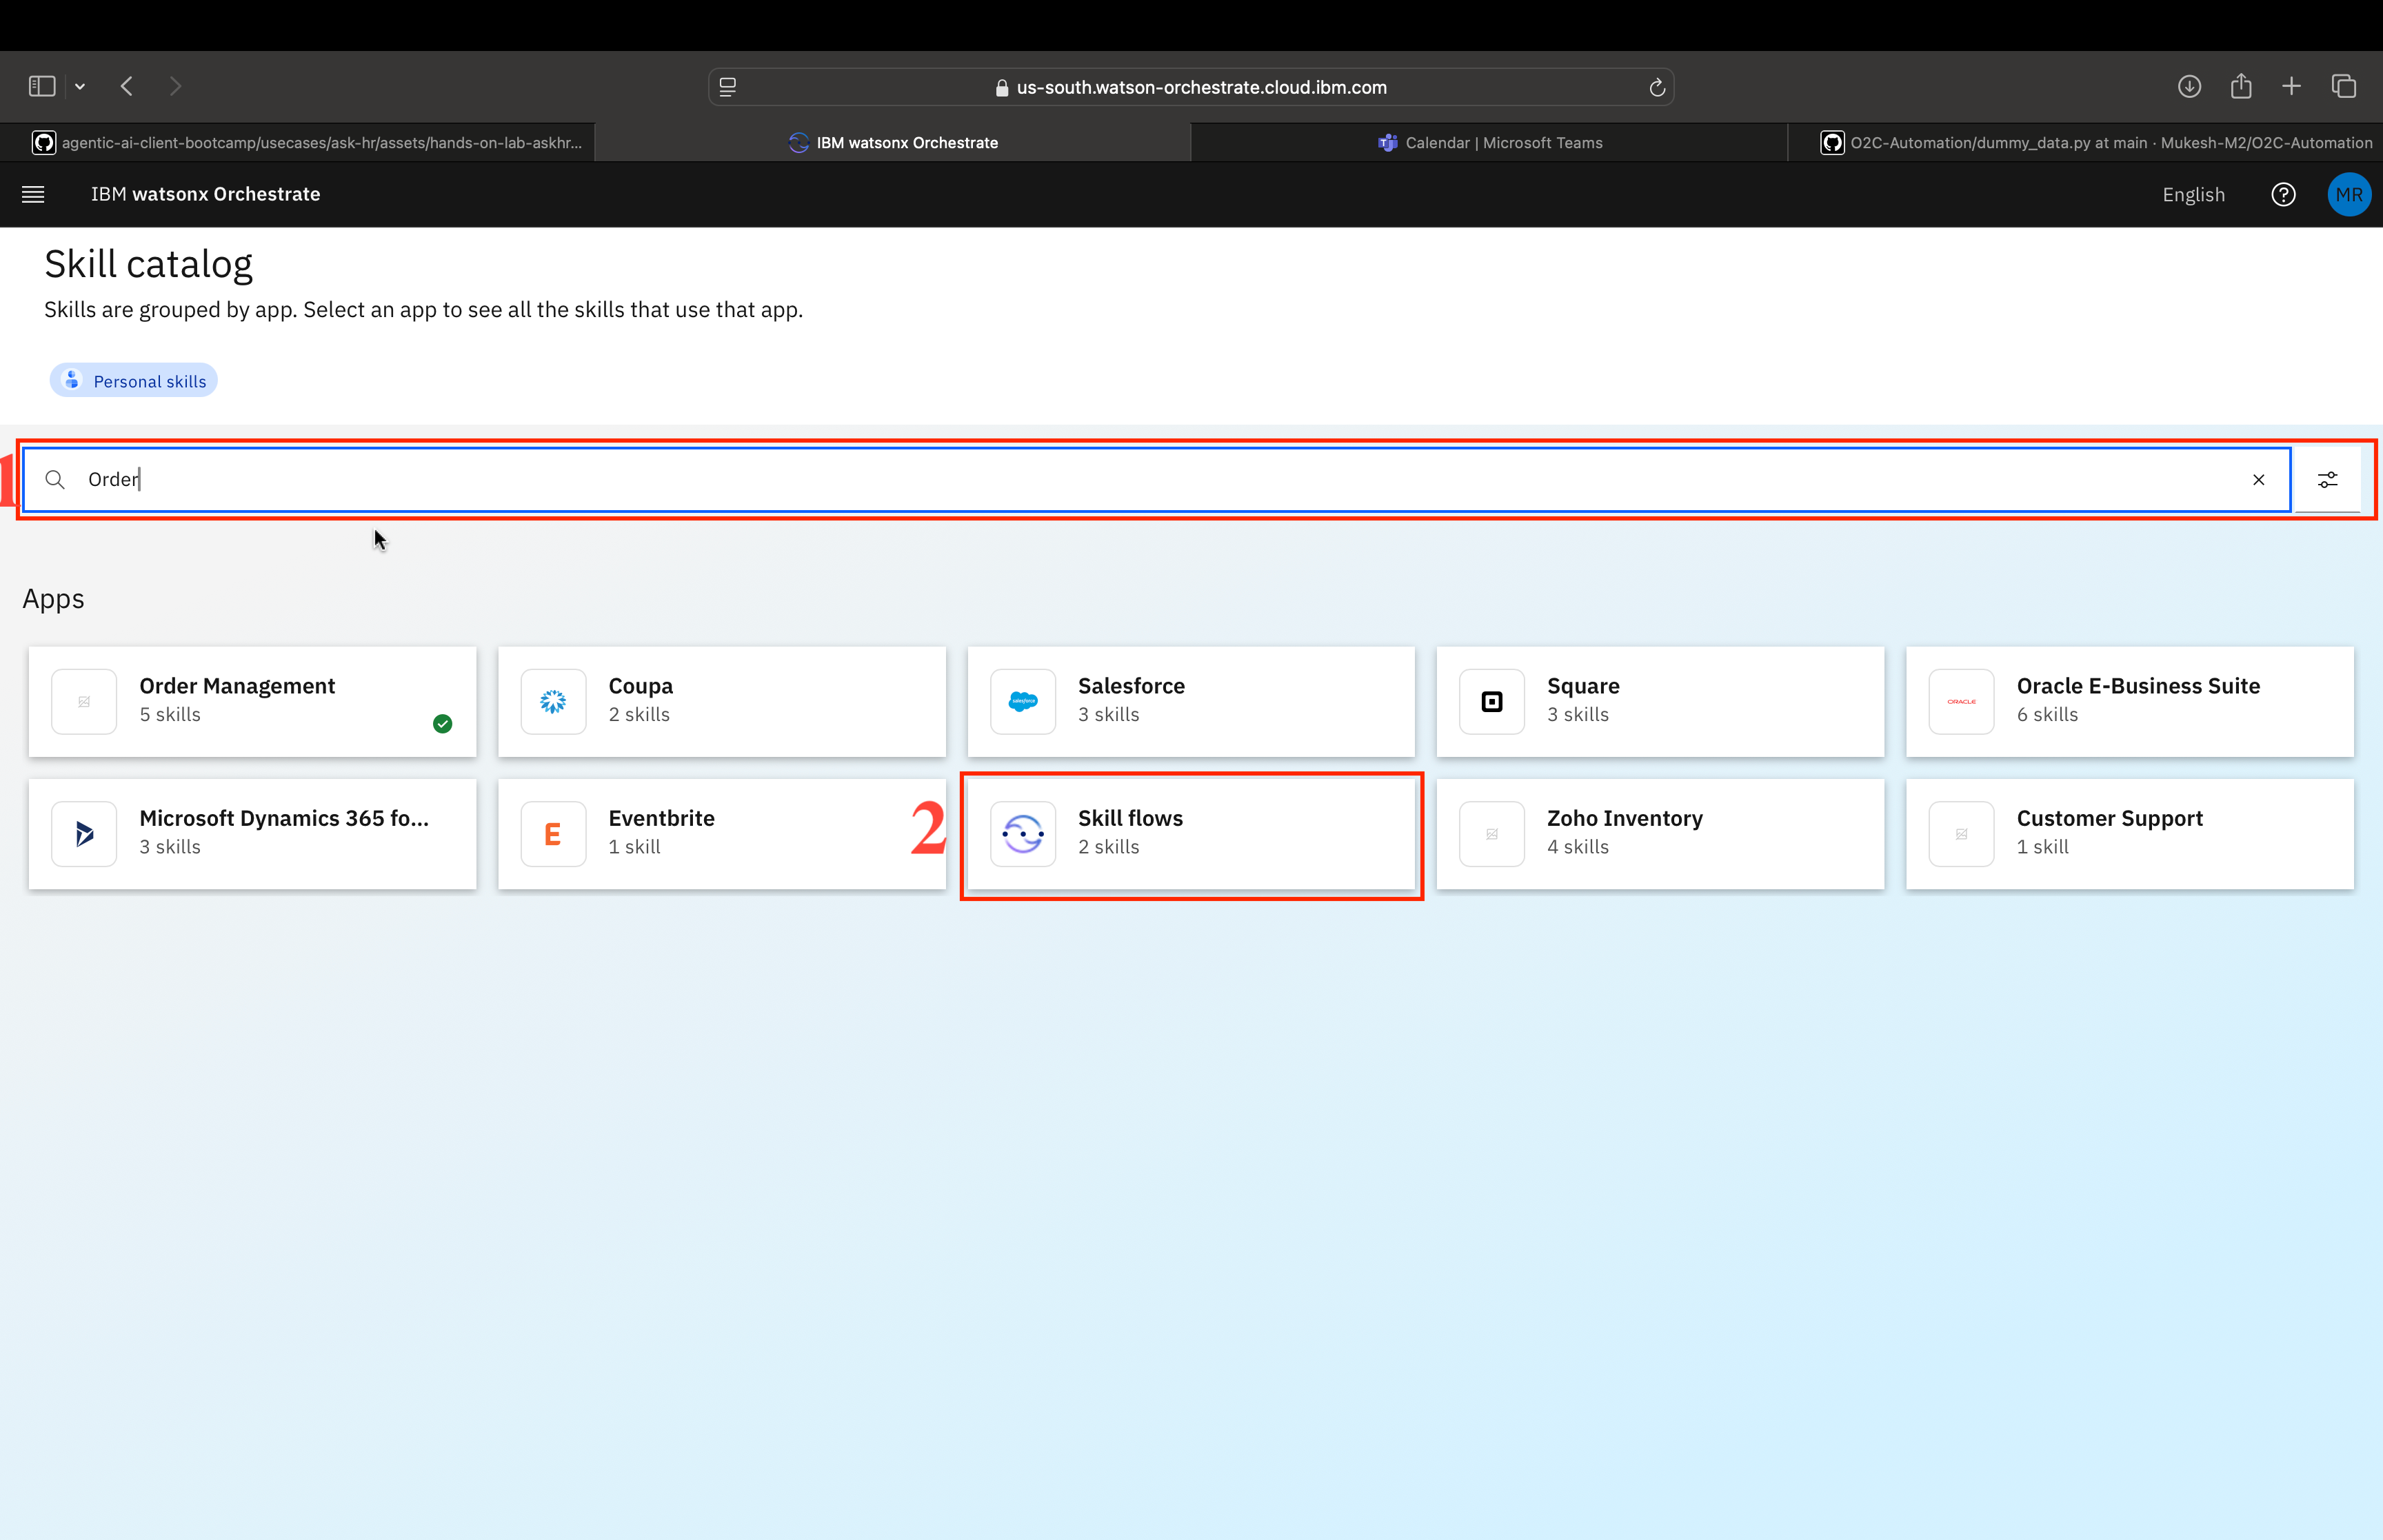 us-south.watson-orchestrate.cloud.ibm.com
agentic-ai-client-bootcamp/usecases/ask-hr/assets/hands-on-lab-askhr...
IBM watsonx Orchestrate
Calendar | Microsoft Teams
O2C-Automation/dummy_data.py at main · Mukesh-M2/O2C-Automation
IBM watsonx Orchestrate
English
MR
Skill catalog
Skills are grouped by app. Select an app to see all the skills that use that app.
Personal skills
1
Order
Apps
Order Management
5 skills
Coupa
2 skills
salesforce
Salesforce
3 skills
Square
3 skills
ORACLE
Oracle E-Business Suite
6 skills
Microsoft Dynamics 365 fo...
3 skills
E
Eventbrite
1 skill
2
Skill flows
2 skills
Zoho Inventory
4 skills
Customer Support
1 skill